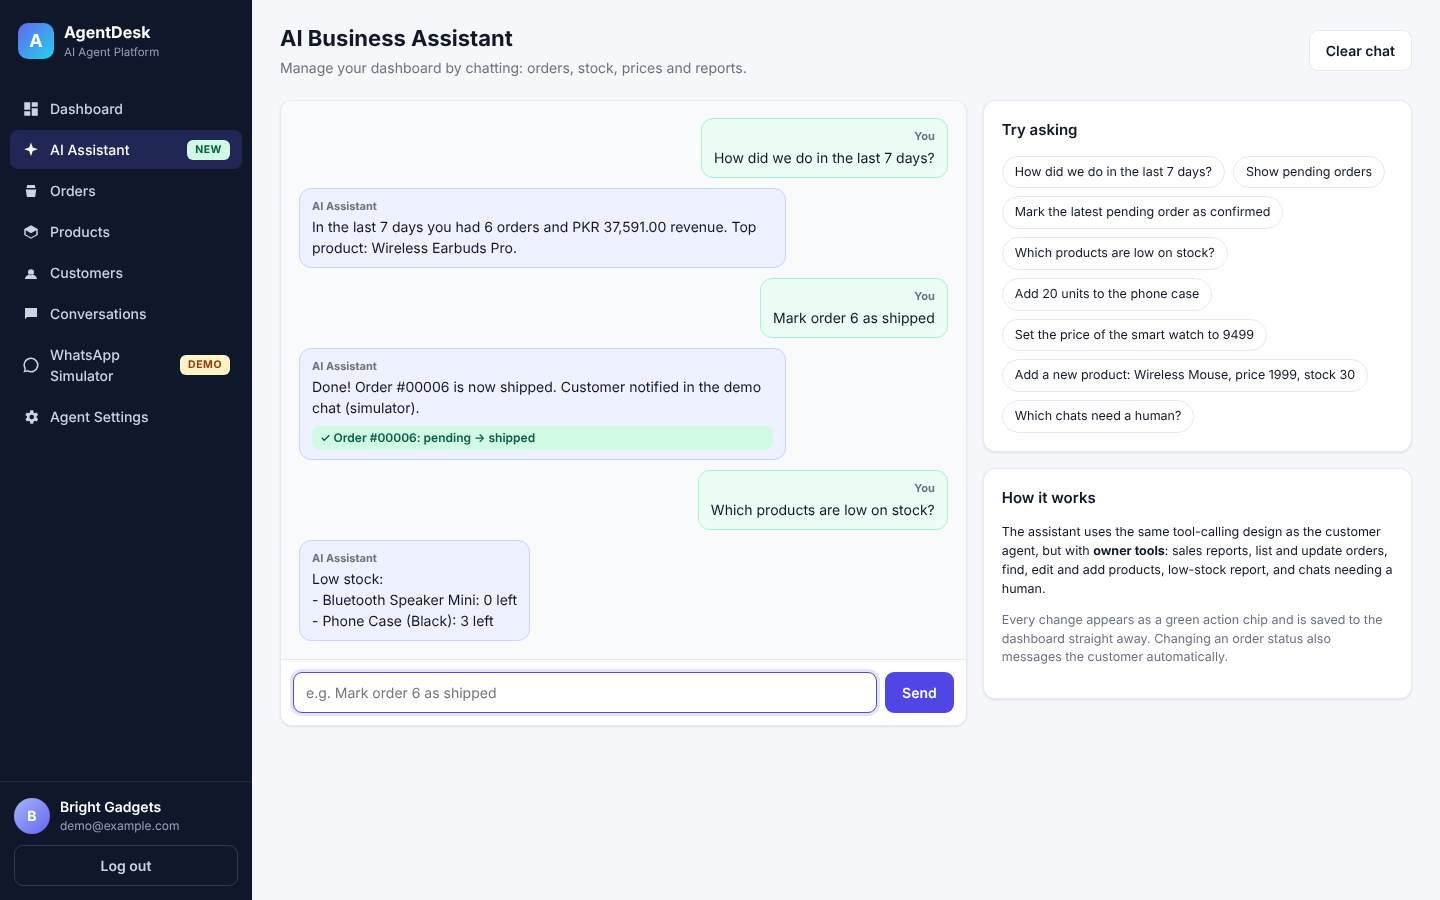 A
AgentDesk
AI Agent Platform
Dashboard
AI Assistant
NEW
Orders
Products
Customers
Conversations
WhatsApp
Simulator
DEMO
Agent Settings
B
Bright Gadgets
demo@example.com
Log out
AI Business Assistant
Manage your dashboard by chatting: orders, stock, prices and reports.
Clear chat
You
How did we do in the last 7 days?
AI Assistant
In the last 7 days you had 6 orders and PKR 37,591.00 revenue. Top
product: Wireless Earbuds Pro.
You
Mark order 6 as shipped
AI Assistant
Done! Order #00006 is now shipped. Customer notified in the demo
chat (simulator).
✓ Order #00006: pending → shipped
You
Which products are low on stock?
AI Assistant
Low stock:
- Bluetooth Speaker Mini: 0 left
- Phone Case (Black): 3 left
e.g. Mark order 6 as shipped
Send
Try asking
How did we do in the last 7 days?
Show pending orders
Mark the latest pending order as confirmed
Which products are low on stock?
Add 20 units to the phone case
Set the price of the smart watch to 9499
Add a new product: Wireless Mouse, price 1999, stock 30
Which chats need a human?
How it works
The assistant uses the same tool-calling design as the customer
agent, but with owner tools: sales reports, list and update orders,
find, edit and add products, low-stock report, and chats needing a
human.
Every change appears as a green action chip and is saved to the
dashboard straight away. Changing an order status also
messages the customer automatically.